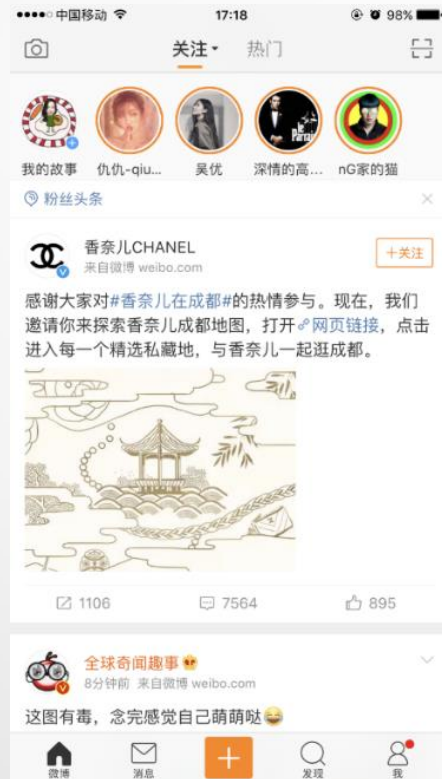 中国移动
17:18
98%
关注
热门
我的故事
仇仇-qiu...
吴优
深情的高...
nG家的猫
粉丝头条
香奈儿CHANEL
来自微博 weibo.com
+关注
感谢大家对#香奈儿在成都#的热情参与。现在，我们
邀请你来探索香奈儿成都地图，打开网页链接，点击
进入每一个精选私藏地，与香奈儿一起逛成都。
1106
7564
895
全球奇闻趣事
8分钟前 来自微博 weibo.com
这图有毒，念完感觉自己萌萌哒
微博
消息
发现
我